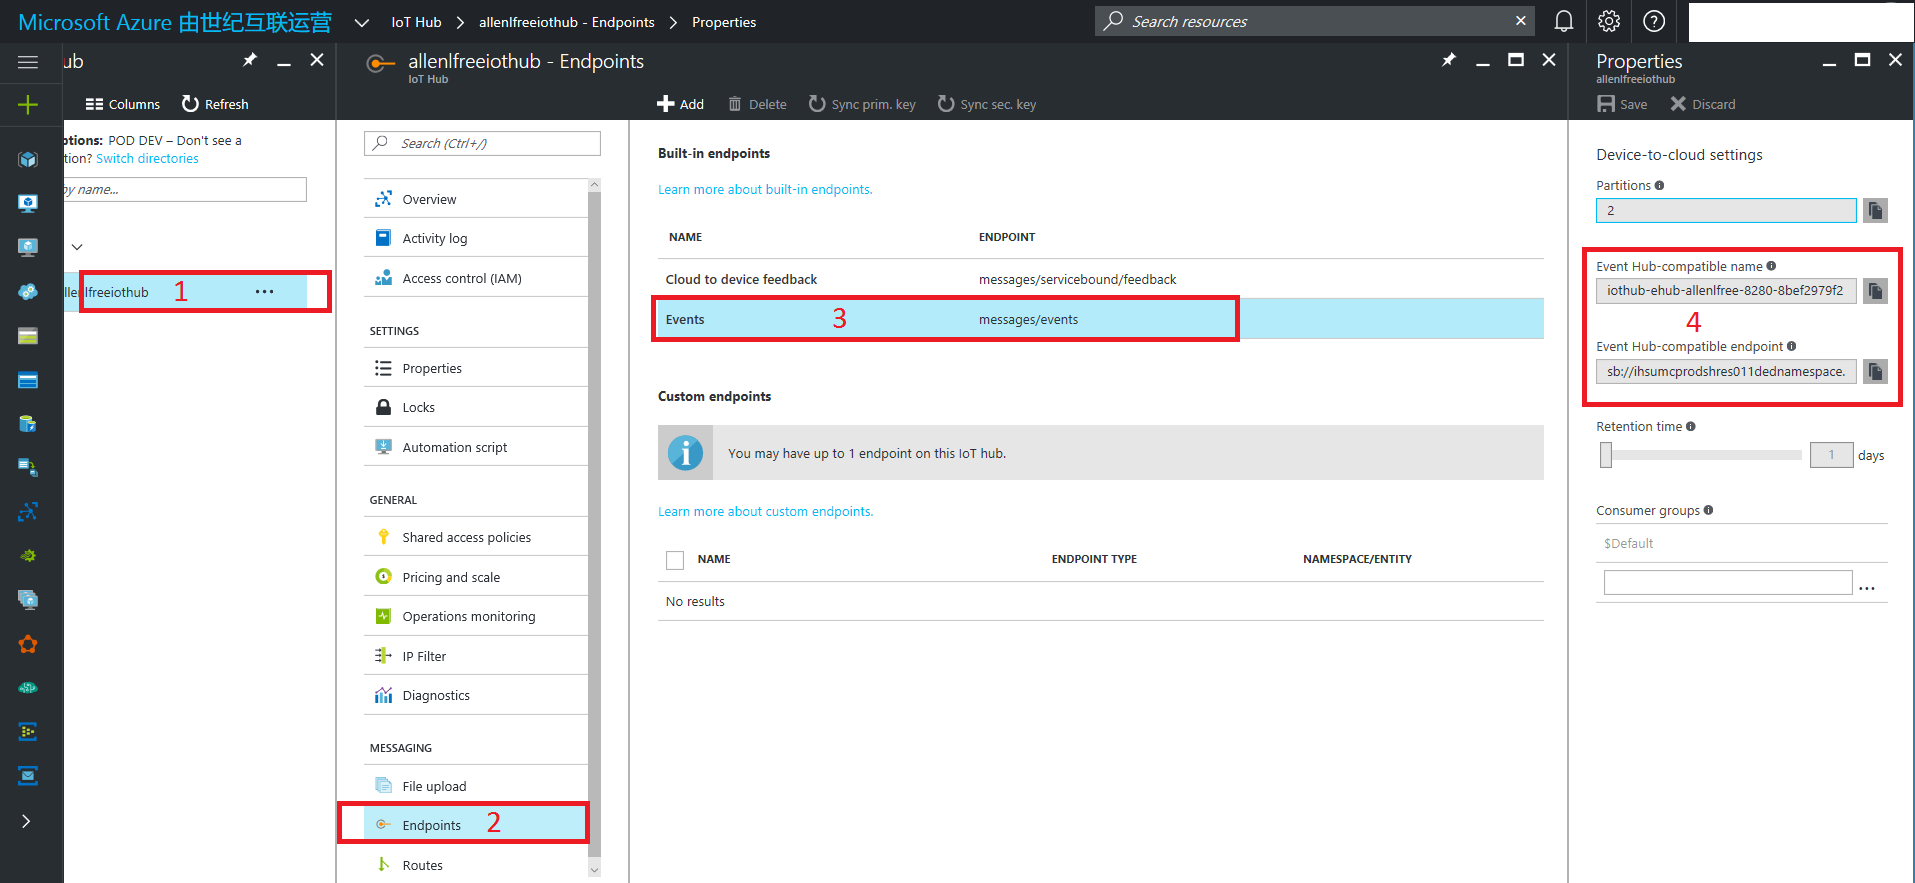 Microsoft Azure 由世纪互联运营
IoT Hub
allenlfreeiothub - Endpoints
Properties
Search resources
ub
Columns
Refresh
ptions: POD DEV – Don't see a
tion? Switch directories
by name...
allenlfreeiothub
1
allenlfreeiothub - Endpoints
IoT Hub
Search (Ctrl+/)
Overview
Activity log
Access control (IAM)
SETTINGS
Properties
Locks
Automation script
GENERAL
Shared access policies
Pricing and scale
Operations monitoring
IP Filter
Diagnostics
MESSAGING
File upload
Endpoints
2
Routes
Add
Delete
Sync prim. key
Sync sec. key
Built-in endpoints
Learn more about built-in endpoints.
NAME ENDPOINT
Cloud to device feedback messages/servicebound/feedback
Events 3 messages/events
Custom endpoints
You may have up to 1 endpoint on this IoT hub.
Learn more about custom endpoints.
NAME ENDPOINT TYPE NAMESPACE/ENTITY
No results
Properties
allenlfreeiothub
Save
Discard
Device-to-cloud settings
Partitions
2
Event Hub-compatible name
iothub-ehub-allenlfree-8280-8bef2979f2
4
Event Hub-compatible endpoint
sb://ihsumcprodshres011dednamespace.
Retention time
1 days
Consumer groups
$Default